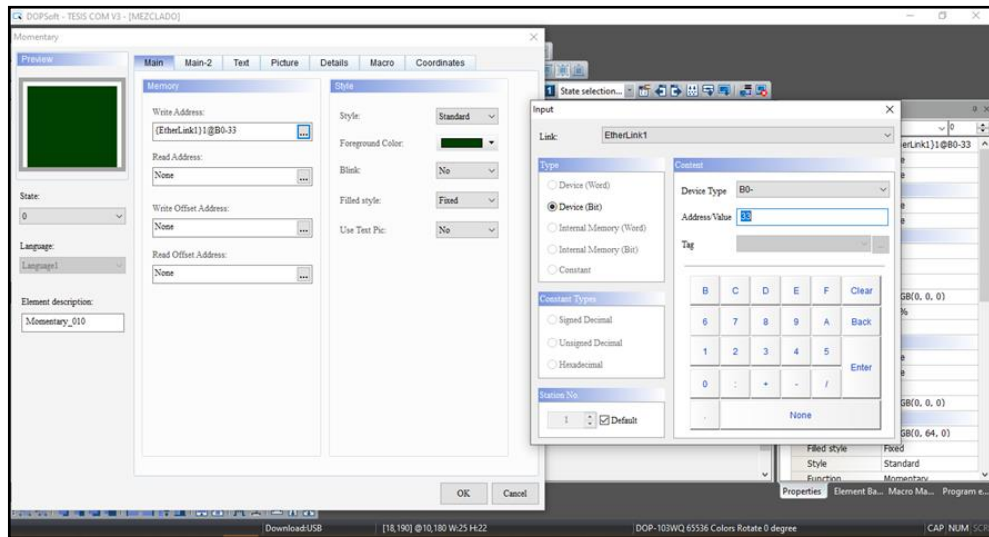 DOPSoft - TESIS COM V3 - [MEZCLADO]
Momentary
Preview
Main Main-2 Text Picture Details Macro Coordinates
Memory
Write Address:
{EtherLink1}1@B0-33
...
Read Address:
None
...
Write Offset Address:
None
...
Read Offset Address:
None
...
Style
Style: Standard
Foreground Color:
Blink: No
Filled style: Fixed
Use Text Pic: No
State:
0
Language:
Language1
Element description:
Momentary_010
OK Cancel
1 State selection...
Input
Link: EtherLink1
Type
Device (Word)
Device (Bit)
Internal Memory (Word)
Internal Memory (Bit)
Constant
Constant Types
Signed Decimal
Unsigned Decimal
Hexadecimal
Station No.
1 Default
Content
Device Type B0-
Address/Value 33
Tag ...
B C D E F Clear
6 7 8 9 A Back
1 2 3 4 5 Enter
0 : + - /
. None
0
erLink1}1@B0-33
GB(0, 0, 0)
%
GB(0, 0, 0)
GB(0, 64, 0)
Filled style Fixed
Style Standard
Function Momentary
Properties Element Ba... Macro Ma... Program e...
Download:USB [18,190] @10,180 W:25 H:22 DOP-103WQ 65536 Colors Rotate 0 degree CAP NUM SCR